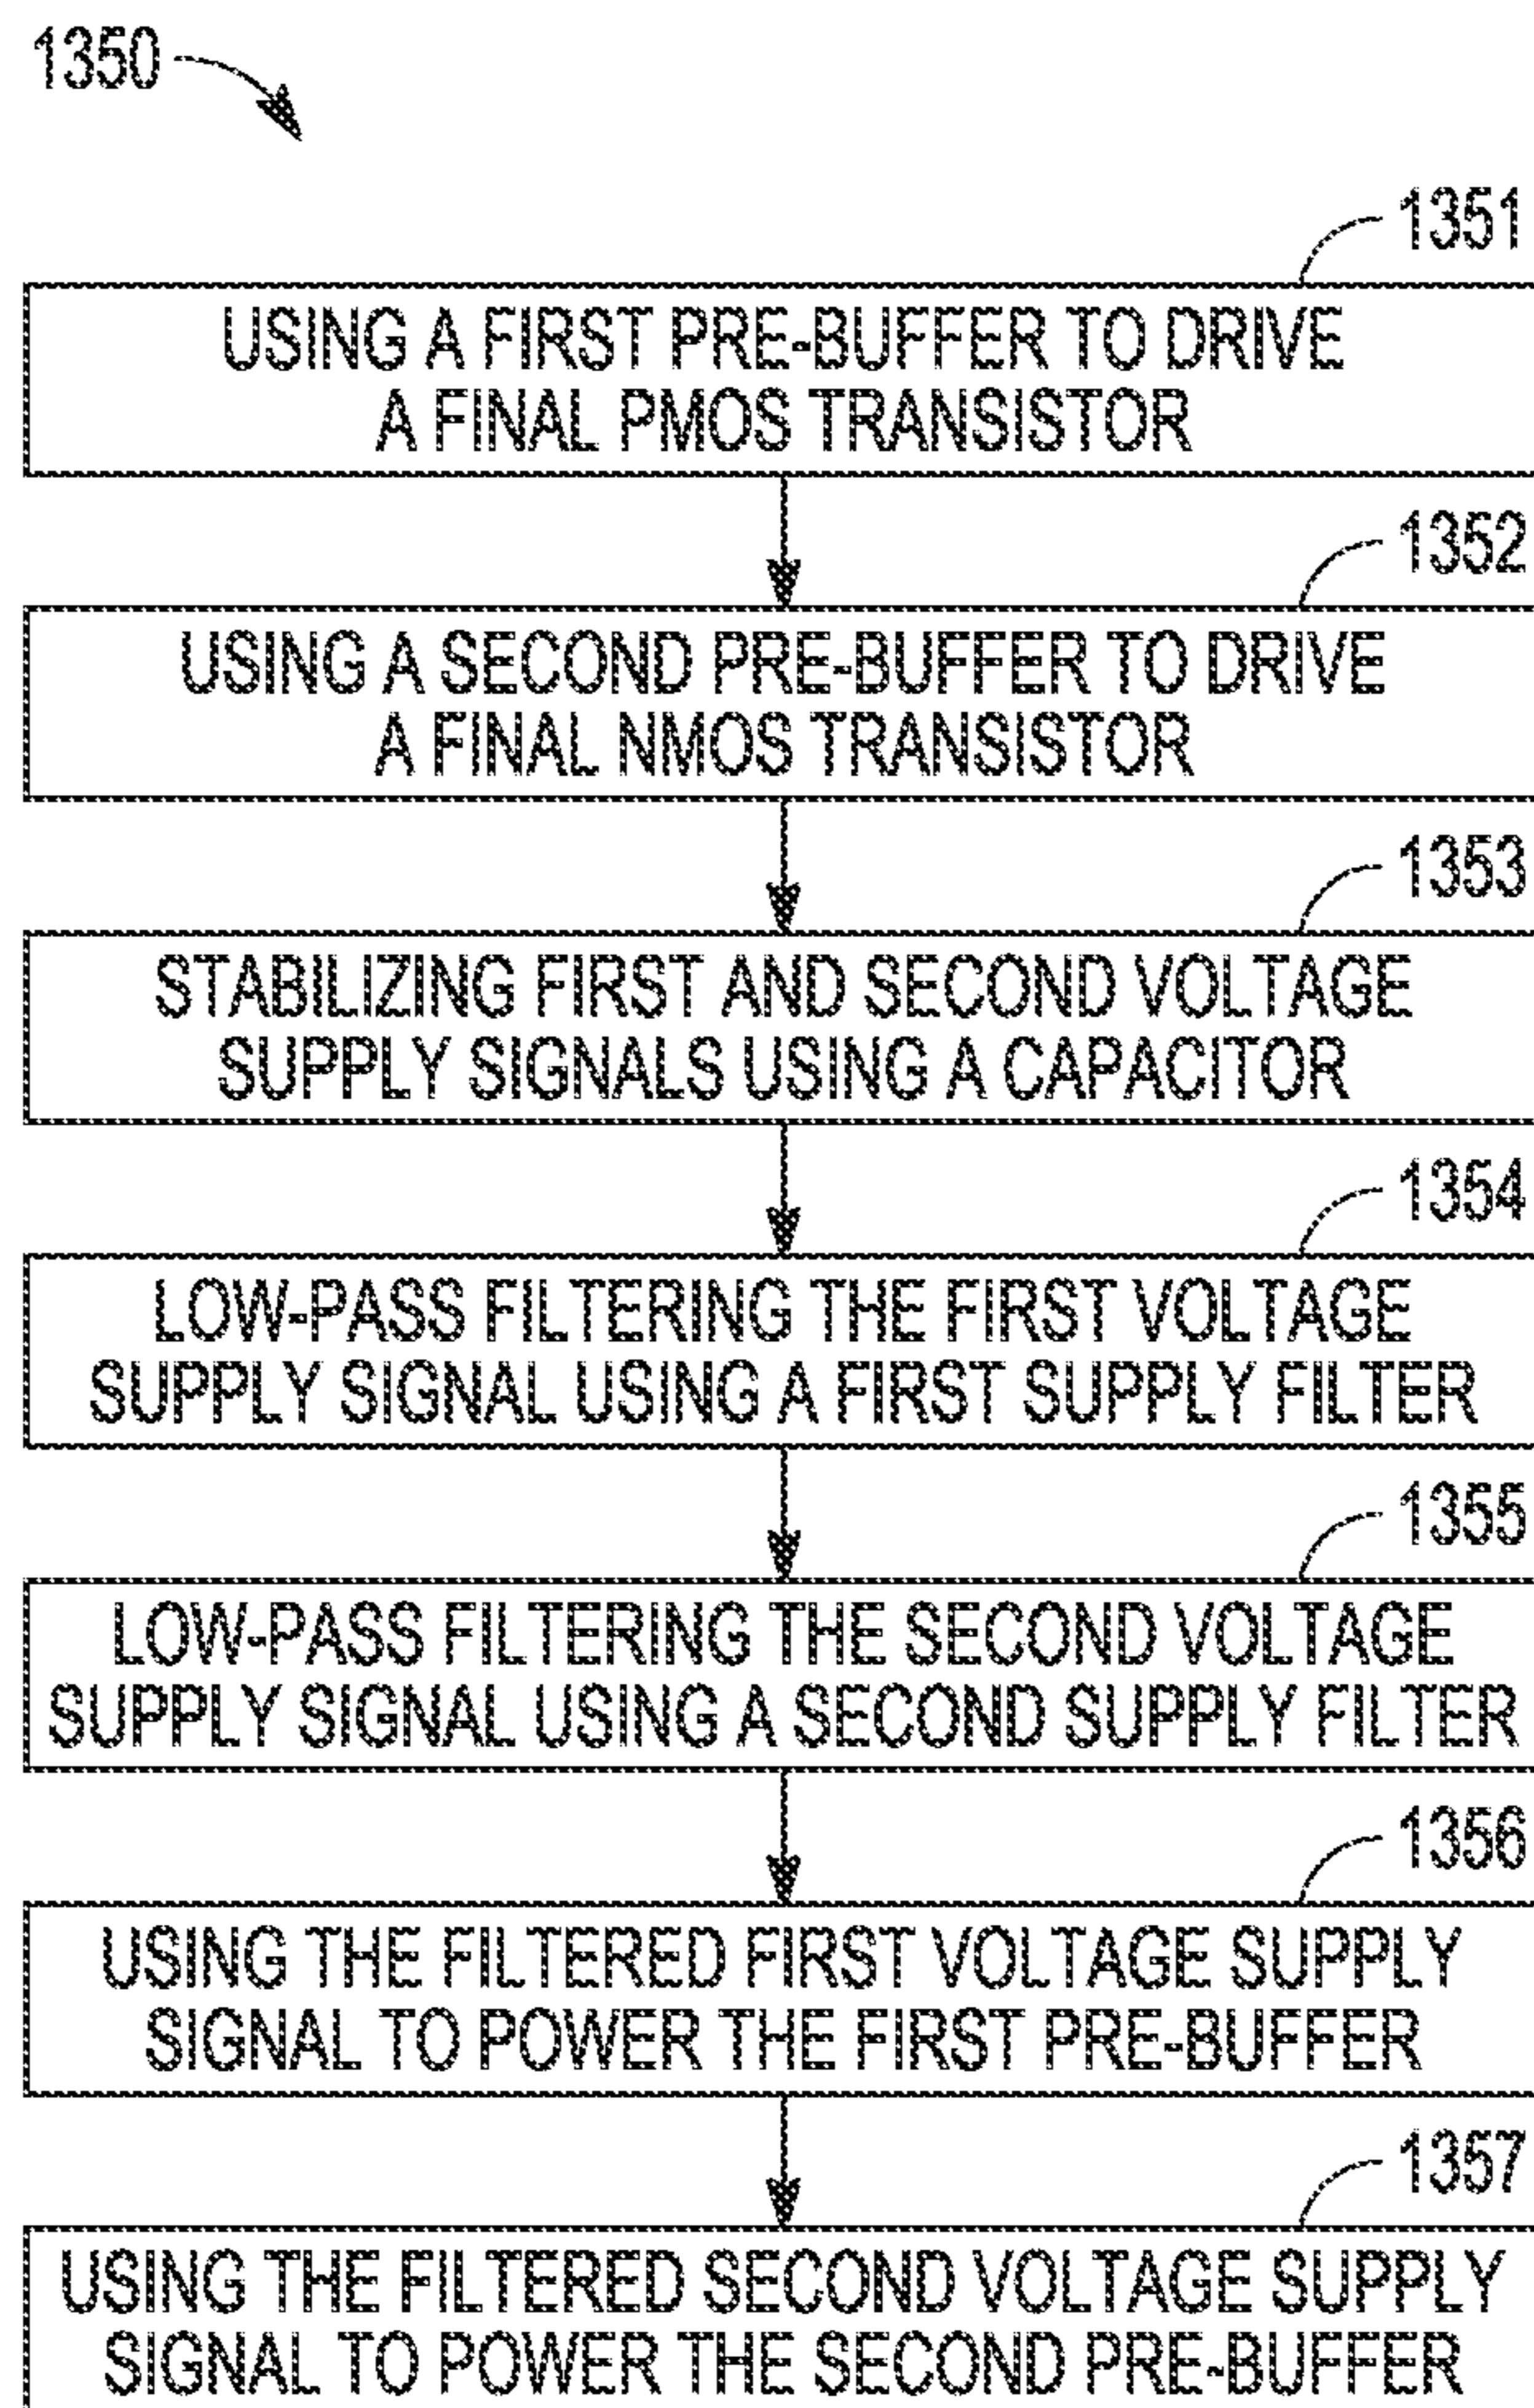 1350
1351
USING A FIRST PRE-BUFFER TO DRIVE
A FINAL PMOS TRANSISTOR
1352
USING A SECOND PRE-BUFFER TO DRIVE
A FINAL NMOS TRANSISTOR
1353
STABILIZING FIRST AND SECOND VOLTAGE
SUPPLY SIGNALS USING A CAPACITOR
1354
LOW-PASS FILTERING THE FIRST VOLTAGE
SUPPLY SIGNAL USING A FIRST SUPPLY FILTER
1355
LOW-PASS FILTERING THE SECOND VOLTAGE
SUPPLY SIGNAL USING A SECOND SUPPLY FILTER
1356
USING THE FILTERED FIRST VOLTAGE SUPPLY
SIGNAL TO POWER THE FIRST PRE-BUFFER
1357
USING THE FILTERED SECOND VOLTAGE SUPPLY
SIGNAL TO POWER THE SECOND PRE-BUFFER